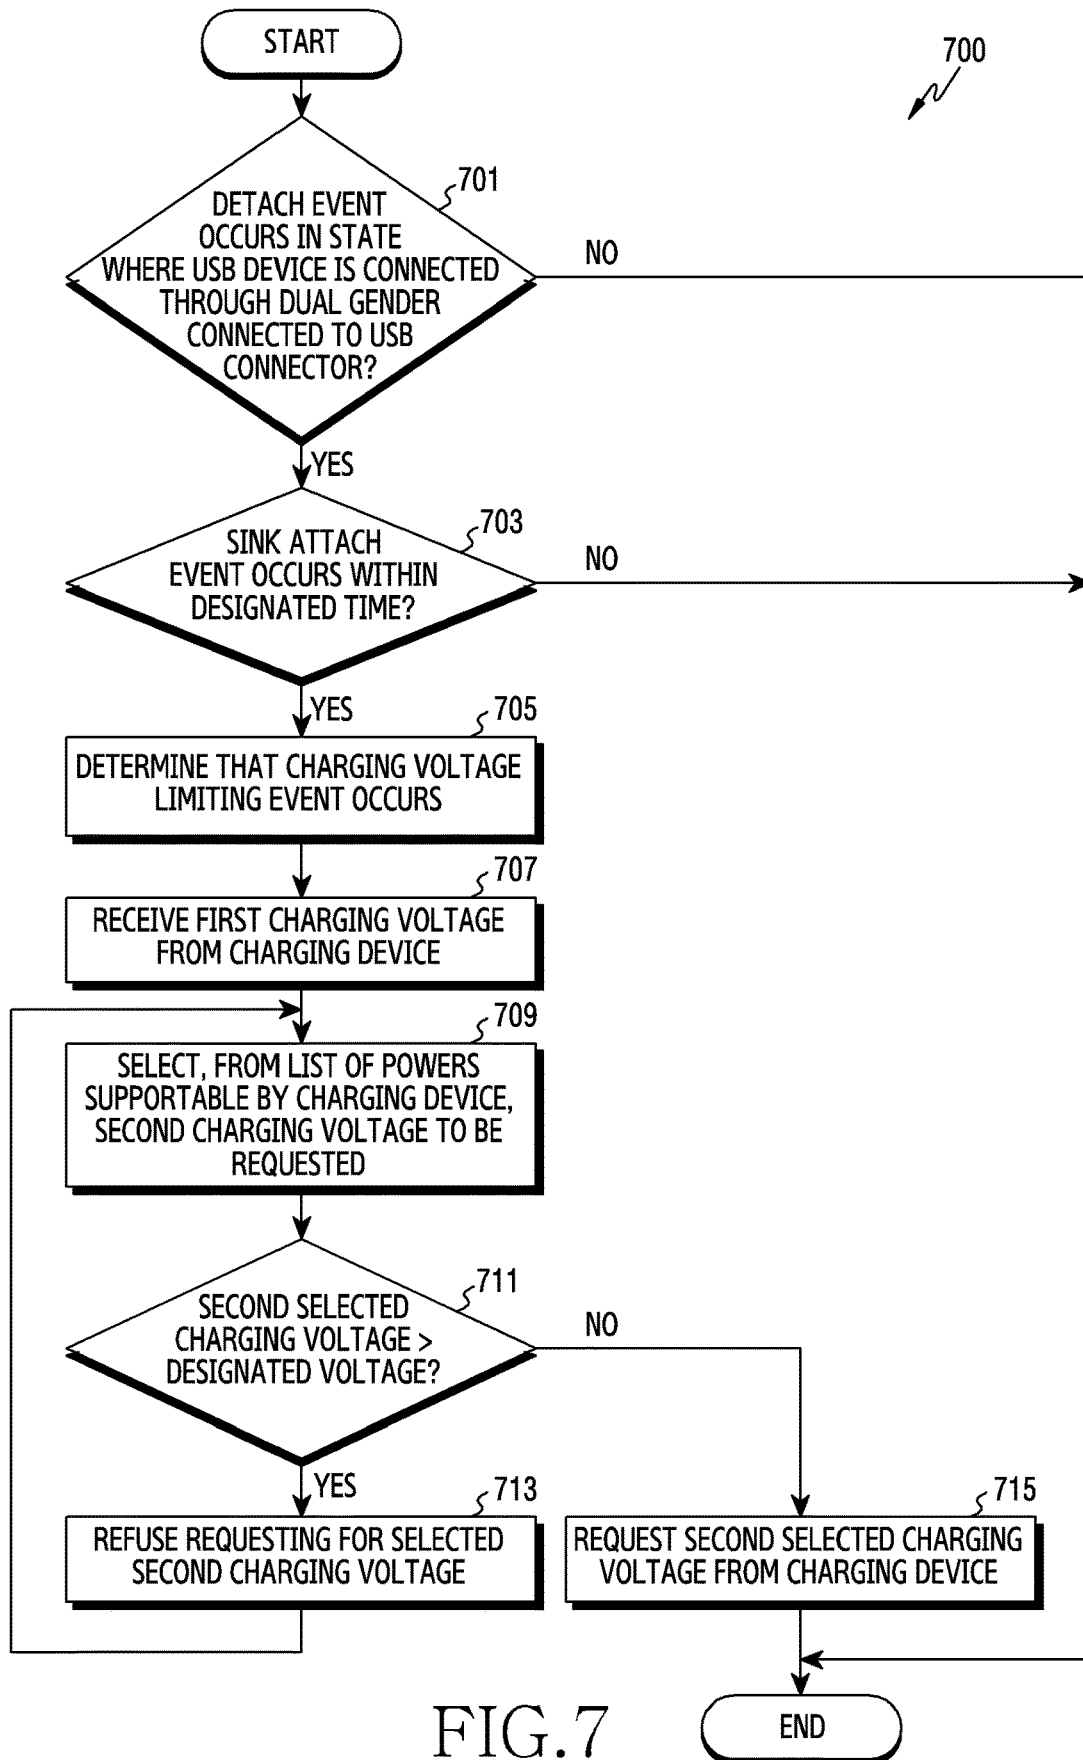 START
700
701
DETACH EVENT
OCCURS IN STATE
WHERE USB DEVICE IS CONNECTED
THROUGH DUAL GENDER
CONNECTED TO USB
CONNECTOR?
NO
YES
703
SINK ATTACH
EVENT OCCURS WITHIN
DESIGNATED TIME?
NO
YES
705
DETERMINE THAT CHARGING VOLTAGE
LIMITING EVENT OCCURS
707
RECEIVE FIRST CHARGING VOLTAGE
FROM CHARGING DEVICE
709
SELECT, FROM LIST OF POWERS
SUPPORTABLE BY CHARGING DEVICE,
SECOND CHARGING VOLTAGE TO BE
REQUESTED
711
SECOND SELECTED
CHARGING VOLTAGE >
DESIGNATED VOLTAGE?
NO
YES
713
REFUSE REQUESTING FOR SELECTED
SECOND CHARGING VOLTAGE
715
REQUEST SECOND SELECTED CHARGING
VOLTAGE FROM CHARGING DEVICE
END
FIG.7